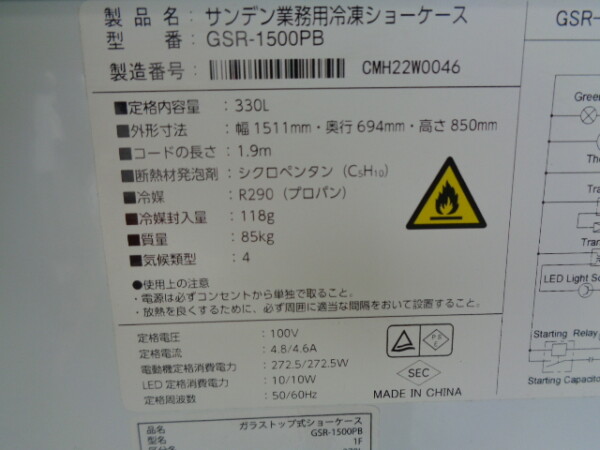 製品名：サンデン業務用冷凍ショーケース
型番：GSR-1500PB
製造番号： CMH22W0046
■定格内容量：330L
■外形寸法：幅1511mm・奥行694mm・高さ850mm
■コードの長さ：1.9m
■断熱材発泡剤：シクロペンタン（C5H10）
■冷媒：R290（プロパン）
■冷媒封入量：118g
■質量：85kg
■気候類型：4
●使用上の注意
・電源は必ずコンセントから単独で取ること。
・放熱を良くするために、必ず周囲に適当な間隔をおいて設置すること。
定格電圧：100V
定格電流：4.8/4.6A
電動機定格消費電力：272.5/272.5W
LED定格消費電力：10/10W
定格周波数：50/60Hz
PS
E
SEC
MADE IN CHINA
品名 ガラストップ式ショーケース
型名 GSR-1500PB
1F
GSR-
Green
The
Tra
Tran
LED Light So
Starting Relay
Starting Capacitor